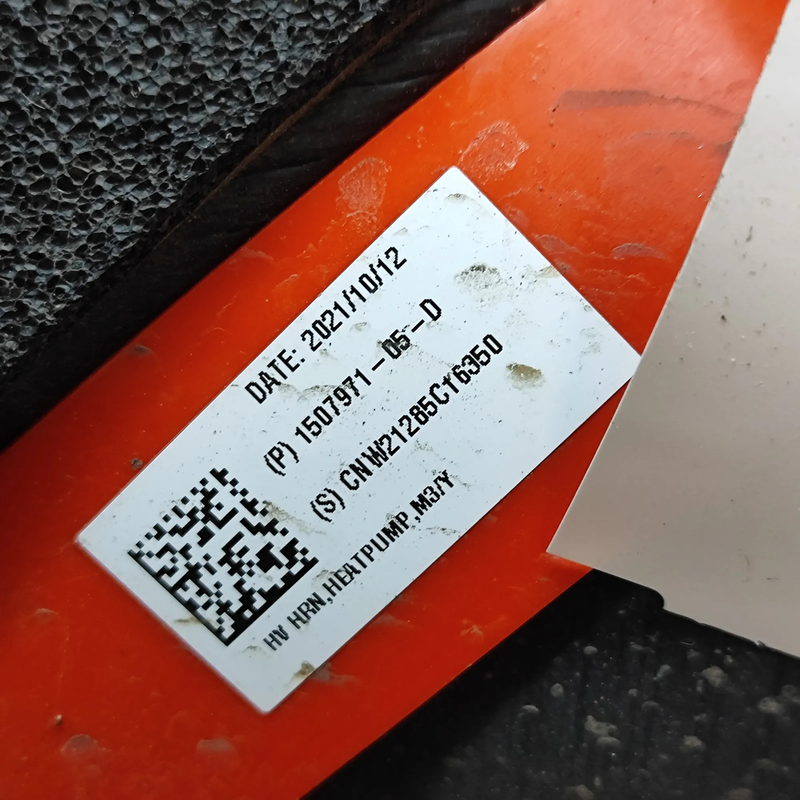 DATE: 2021/10/12
(P) 1507971-05-D
(S) CNW21285C16350
HV HRN,HEATPUMP,M3/Y